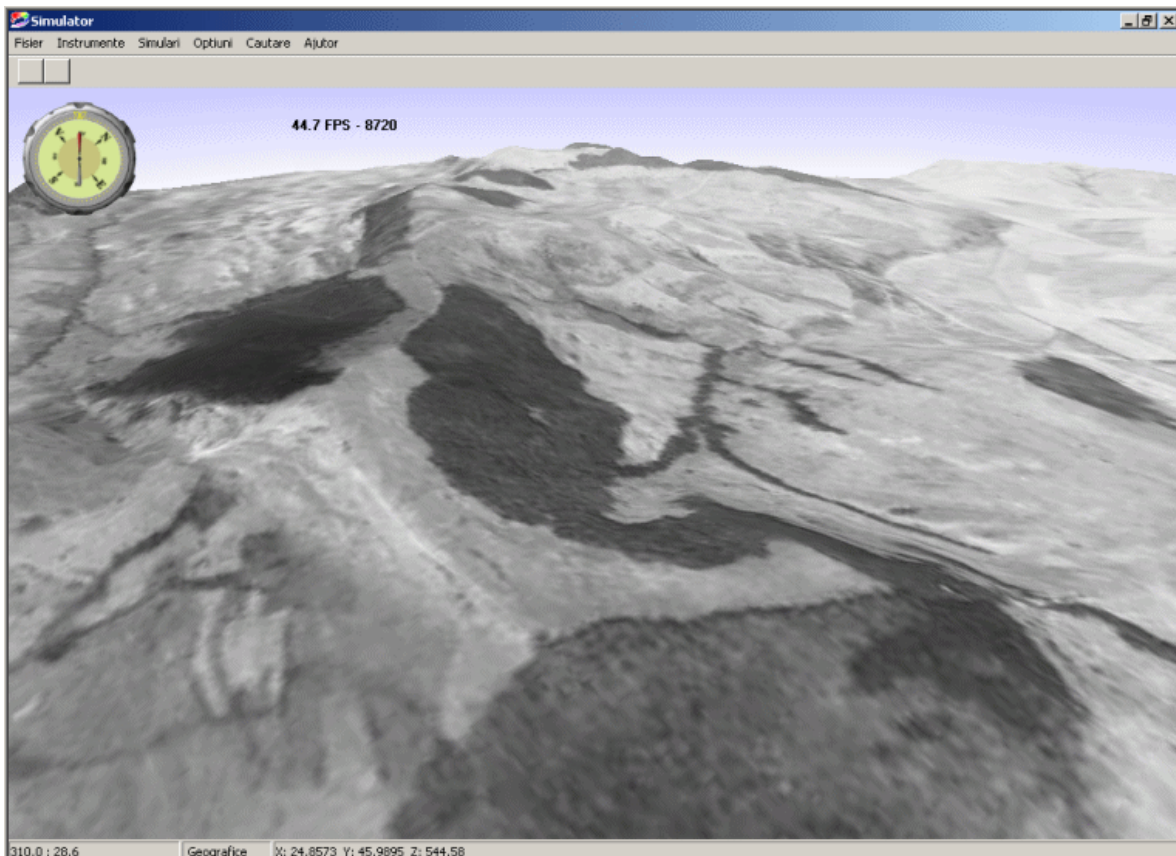 Simulator
Fisier Instrumente Simulari Optiuni Cautare Ajutor
44.7 FPS - 8720
310.0 : 28.6 Geografice X: 24.8573 Y: 45.9895 Z: 544.58